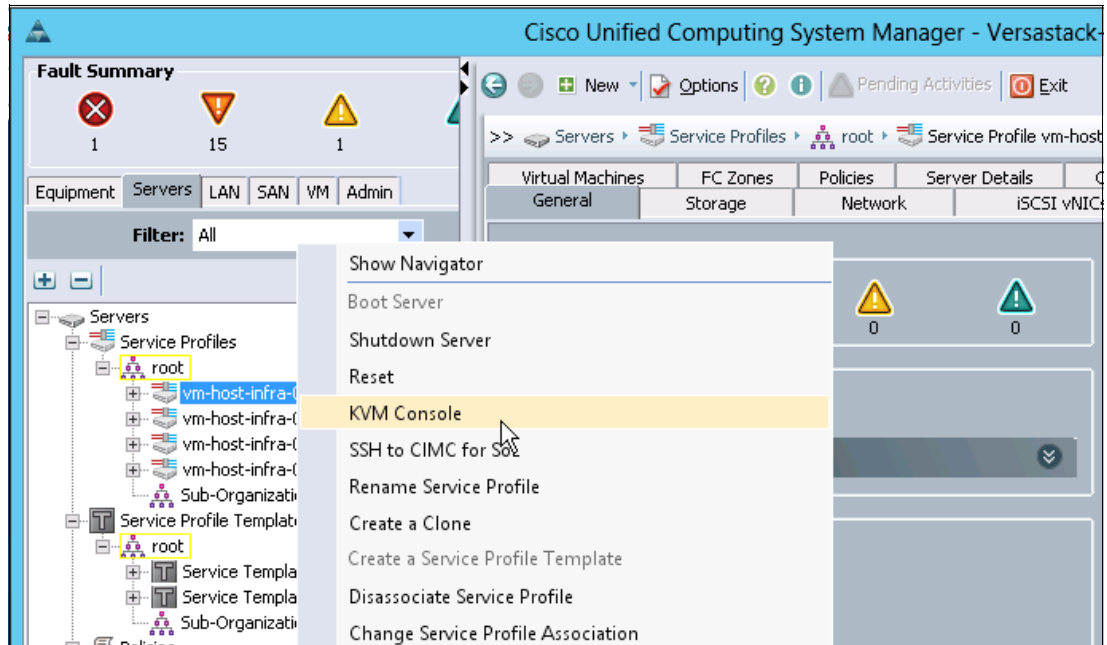 Cisco Unified Computing System Manager - Versastack-
Fault Summary
1
15
1
New
Options
Pending Activities
Exit
>> Servers
Service Profiles
root
Service Profile vm-host
Equipment
Servers
LAN
SAN
VM
Admin
Virtual Machines
FC Zones
Policies
Server Details
General
Storage
Network
iSCSI vNICs
Filter: All
0
0
Servers
Service Profiles
root
vm-host-infra-0
vm-host-infra-0
vm-host-infra-0
vm-host-infra-0
Sub-Organizati
Service Profile Templat
root
Service Templa
Service Templa
Sub-Organizati
Show Navigator
Boot Server
Shutdown Server
Reset
KVM Console
SSH to CIMC for SoL
Rename Service Profile
Create a Clone
Create a Service Profile Template
Disassociate Service Profile
Change Service Profile Association